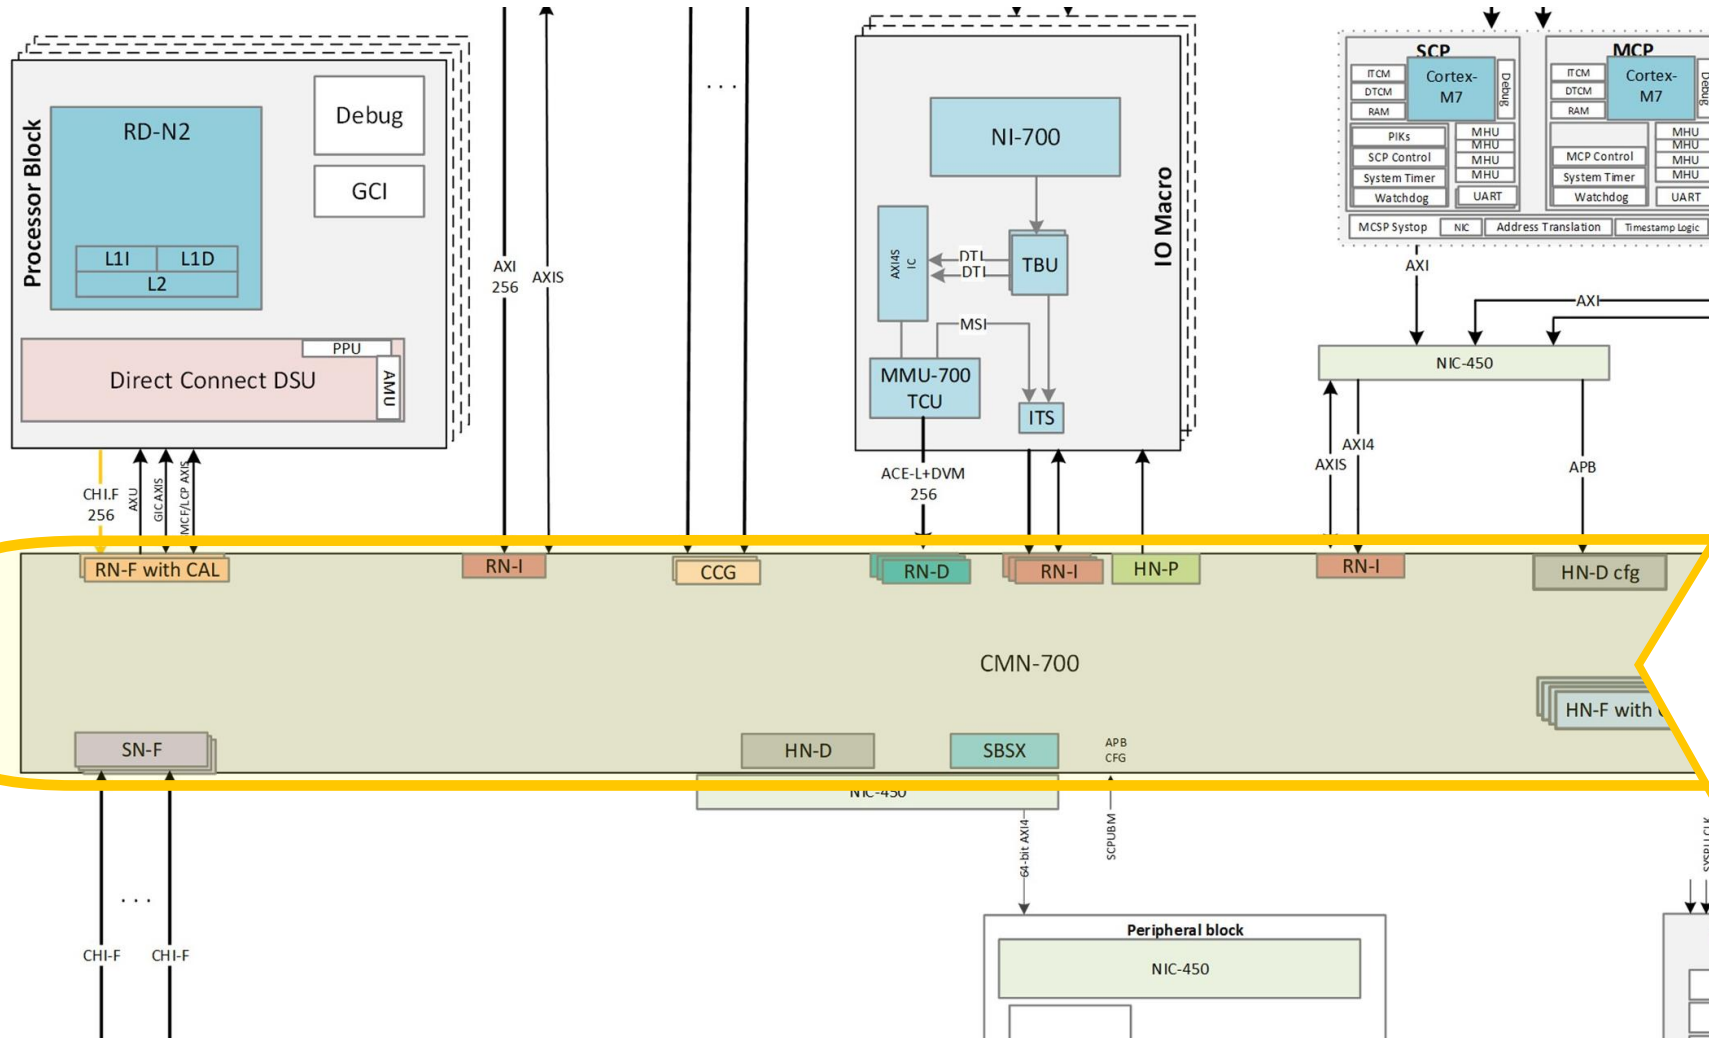 Processor Block
RD-N2
L1I
L1D
L2
Debug
GCI
Direct Connect DSU
PPU
AMU
CHI.F
256
AXU
GIC AXIS
MCF/LCP AXIS
AXI
256
AXIS
. . .
NI-700
IO Macro
AXI4S
IC
DTI
DTI
TBU
MSI
MMU-700
TCU
ITS
ACE-L+DVM
256
SCP
ITCM
DTCM
RAM
Cortex-
M7
Debug
PIKs
SCP Control
System Timer
Watchdog
MHU
MHU
MHU
MHU
UART
MCP
ITCM
DTCM
RAM
Cortex-
M7
Debug
MCP Control
System Timer
Watchdog
MHU
MHU
MHU
MHU
UART
MCSP Systop
NIC
Address Translation
Timestamp Logic
AXI
AXI
NIC-450
AXIS
AXI4
APB
RN-F with CAL
RN-I
CCG
RN-D
RN-I
HN-P
RN-I
HN-D cfg
CMN-700
HN-F with
SN-F
HN-D
SBSX
APB
CFG
NIC-450
64-bit AXI4
SCPUBM
. . .
CHI-F
CHI-F
Peripheral block
NIC-450